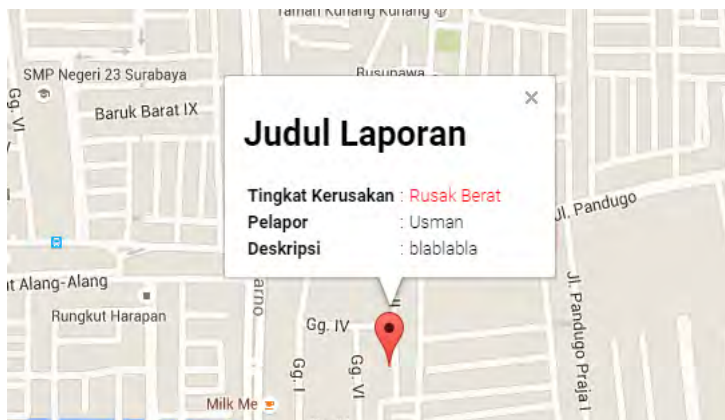 Taman Kunang Kunang
SMP Negeri 23 Surabaya
Rusunawa
Gg. VI
Baruk Barat IX
Judul Laporan
Tingkat Kerusakan : Rusak Berat
Pelapor : Usman
Deskripsi : blablabla
Jl. Pandugo
t Alang-Alang
Rungkut Harapan
arno
Gg. IV
Jl. Pandugo Praja I
Gg. I
Gg. VI
Milk Me